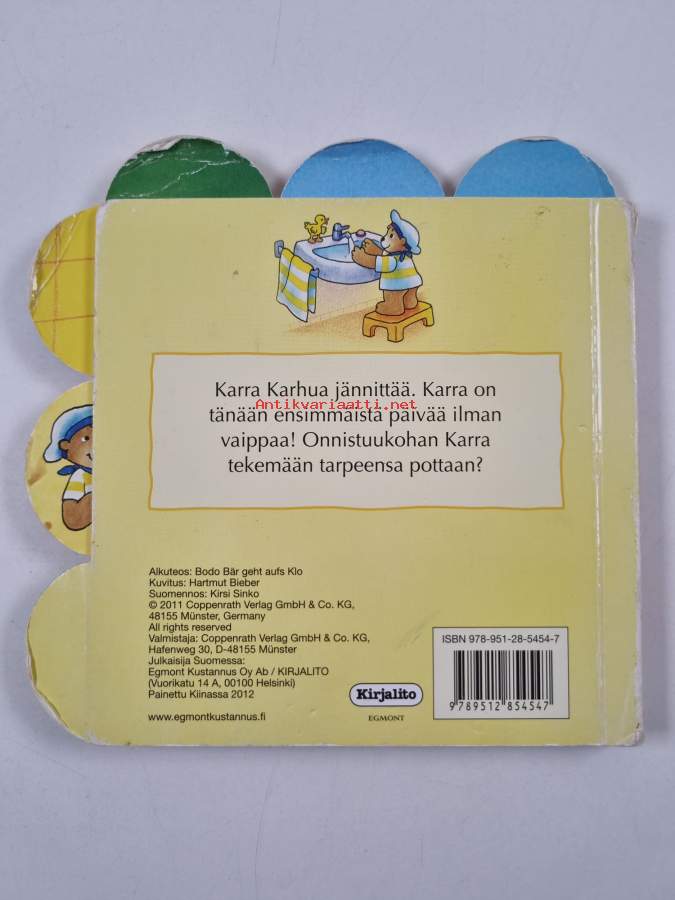 Karra Karhua jännittää. Karra on
tänään ensimmäistä päivää ilman
vaippaa! Onnistuukohan Karra
tekemään tarpeensa pottaan?
Antikvariaatti.net
Alkuteos: Bodo Bär geht aufs Klo
Kuvitus: Hartmut Bieber
Suomennos: Kirsi Sinko
© 2011 Coppenrath Verlag GmbH & Co. KG,
48155 Münster, Germany
All rights reserved
Valmistaja: Coppenrath Verlag GmbH & Co. KG,
Hafenweg 30, D-48155 Münster
Julkaisija Suomessa:
Egmont Kustannus Oy Ab / KIRJALITO
(Vuorikatu 14 A, 00100 Helsinki)
Painettu Kiinassa 2012
www.egmontkustannus.fi
Kirjalito
EGMONT
ISBN 978-951-28-5454-7
9 789512 854547